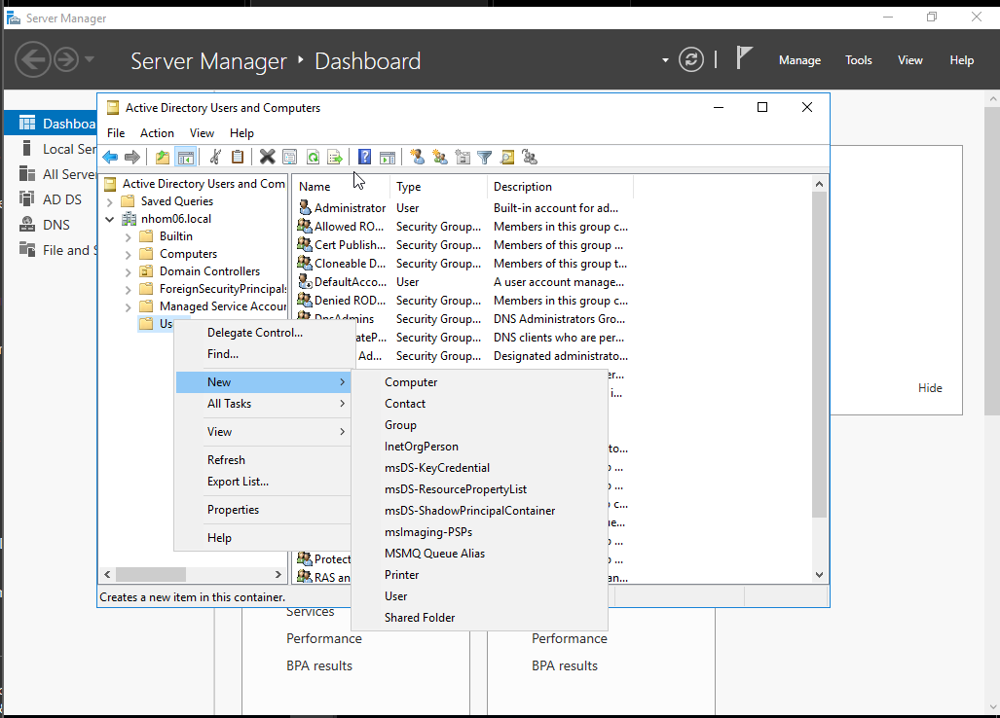 Server Manager
Server Manager ‣ Dashboard
Manage Tools View Help
Dashboa
Local Ser
All Serve
AD DS
DNS
File and S
Active Directory Users and Computers
File Action View Help
Active Directory Users and Com
Saved Queries
nhom06.local
Builtin
Computers
Domain Controllers
ForeignSecurityPrincipals
Managed Service Accour
Us
Name Type Description
Administrator User Built-in account for ad...
Allowed RO... Security Group... Members in this group c...
Cert Publish... Security Group... Members of this group ...
Cloneable D... Security Group... Members of this group t...
DefaultAcco... User A user account manage...
Denied ROD... Security Group... Members in this group c...
DnsAdmins Security Group... DNS Administrators Gro...
ateP... Security Group... DNS clients who are per...
Ad... Security Group... Designated administrato...
er...
i...
to...
...
...
c...
ue...
...
Protect
RAS an
an...
Delegate Control...
Find...
New
All Tasks
View
Refresh
Export List...
Properties
Help
Computer
Contact
Group
InetOrgPerson
msDS-KeyCredential
msDS-ResourcePropertyList
msDS-ShadowPrincipalContainer
msImaging-PSPs
MSMQ Queue Alias
Printer
User
Shared Folder
Creates a new item in this container.
Hide
Services
Performance
BPA results
Performance
BPA results